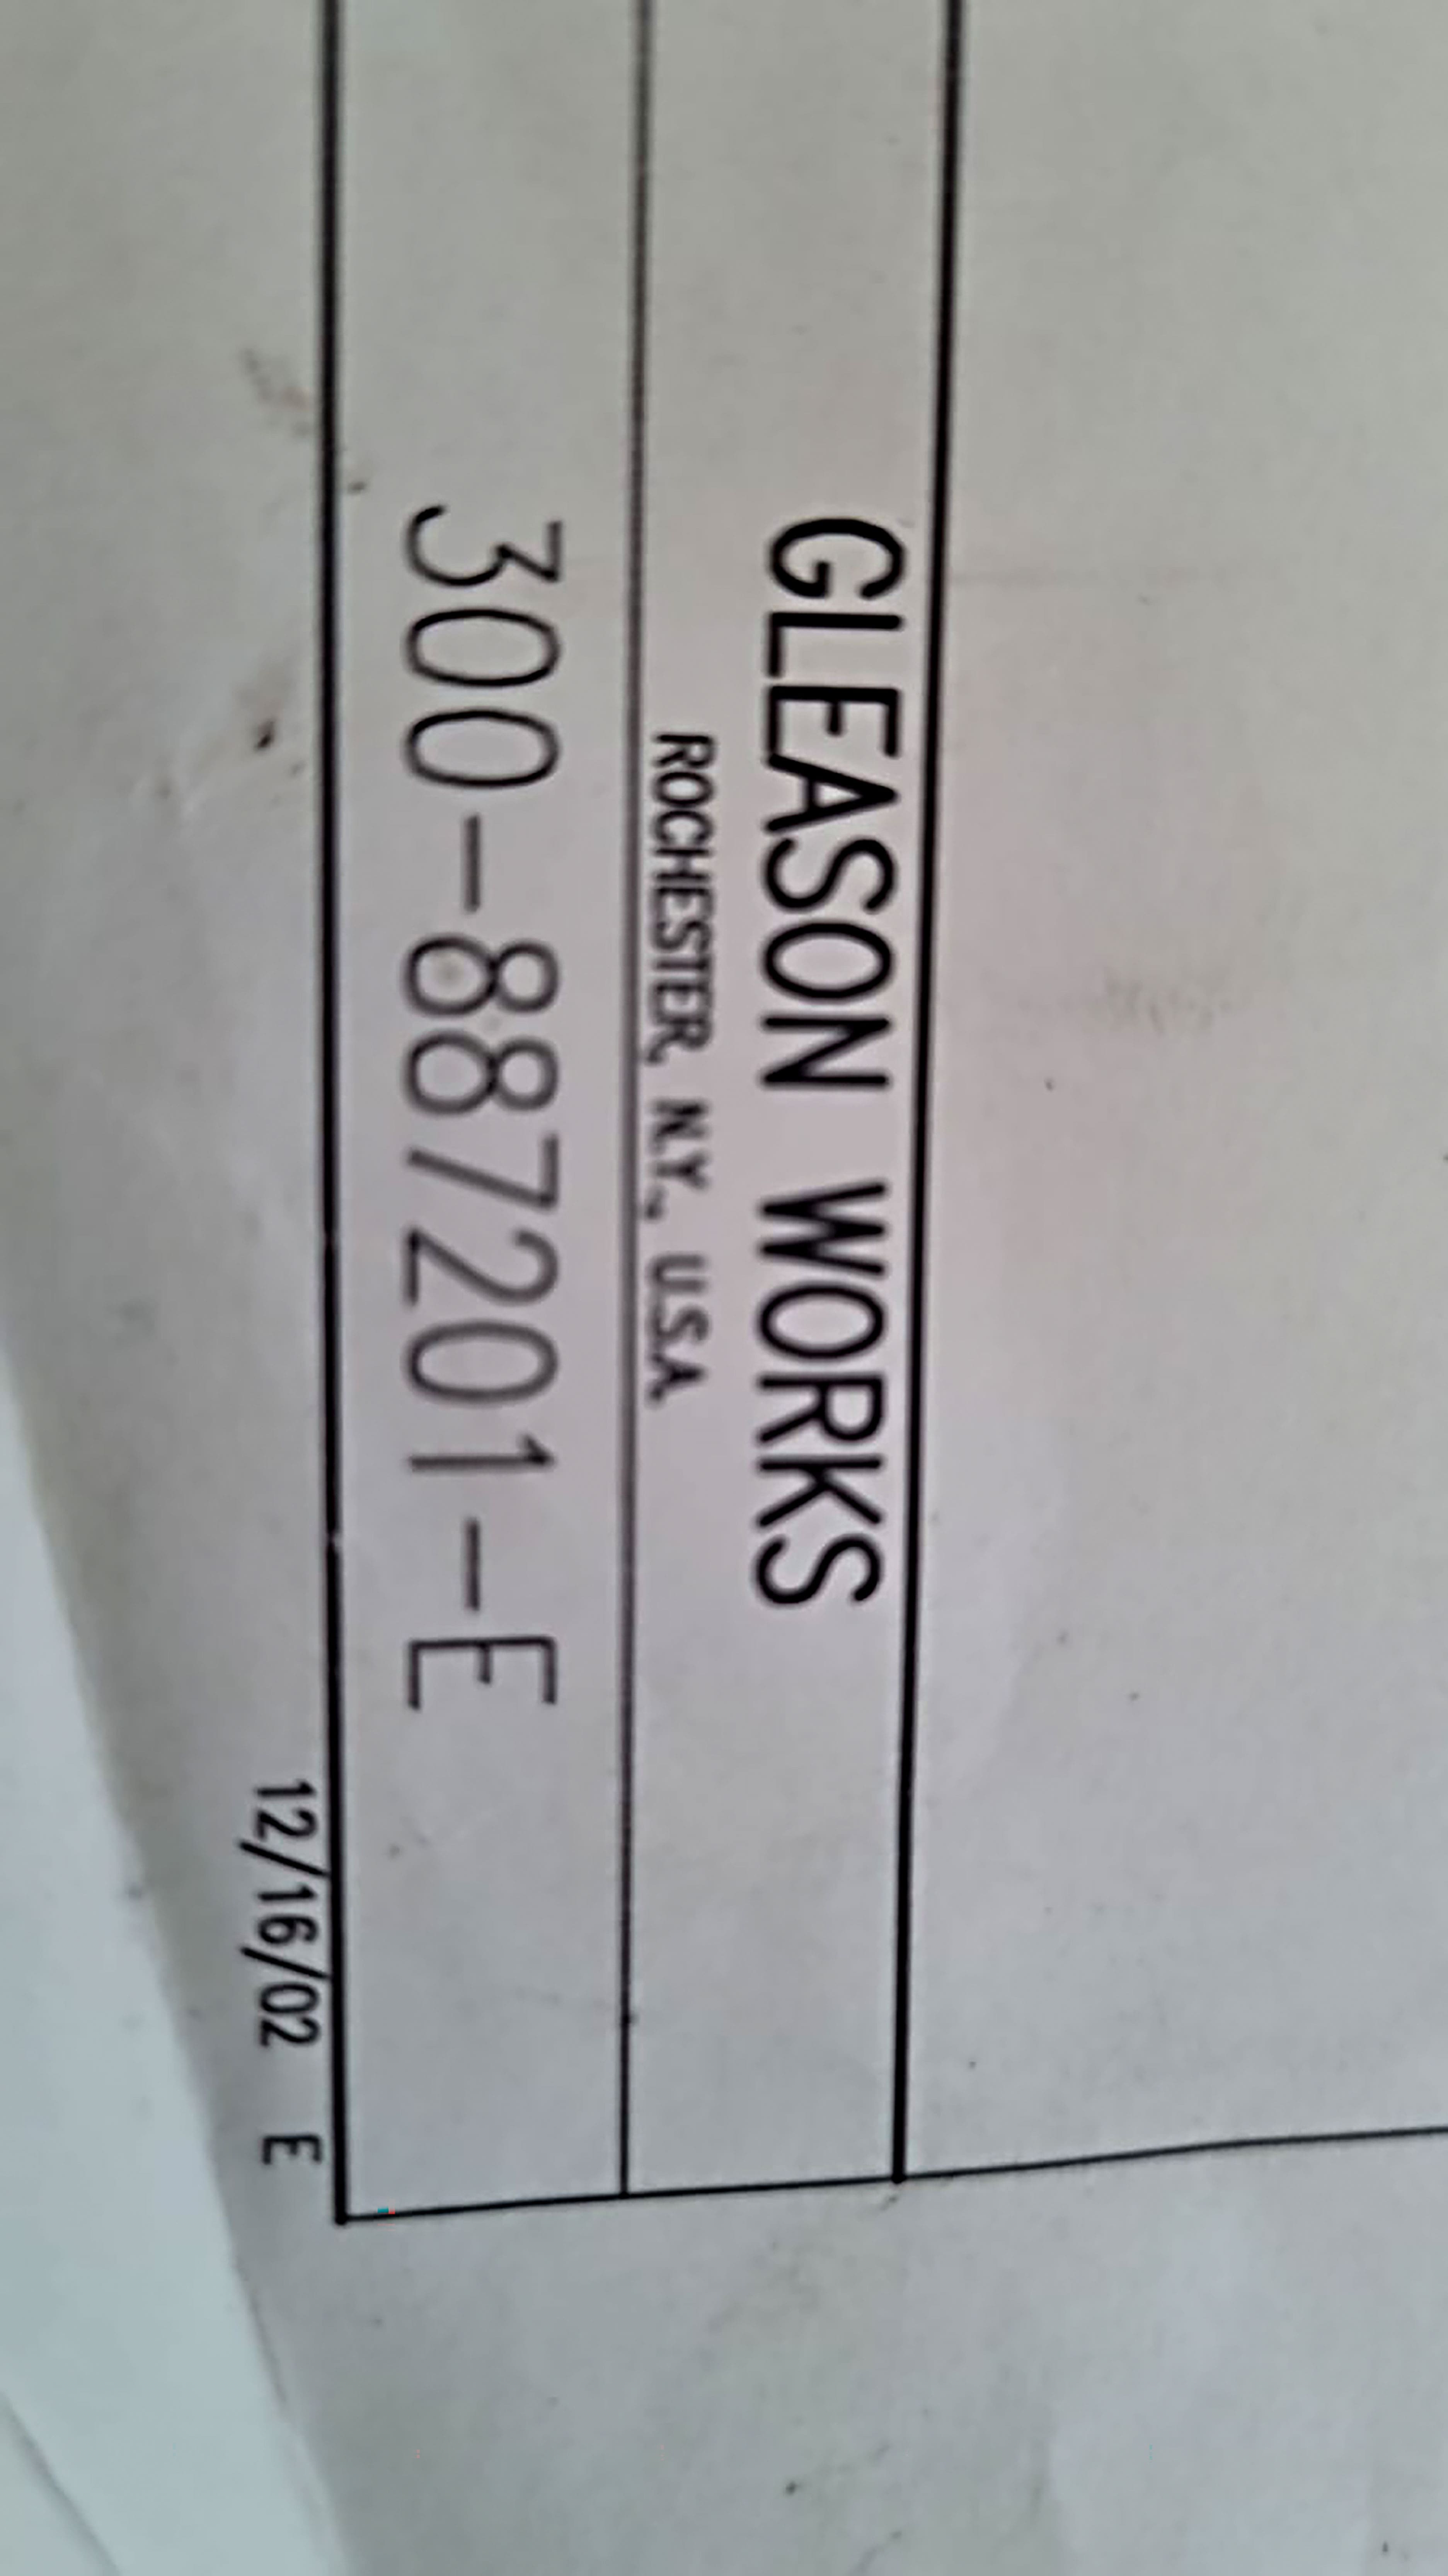 GLEASON WORKS
ROCHESTER, N.Y., U.S.A.
300-887201-E
12/16/02 E